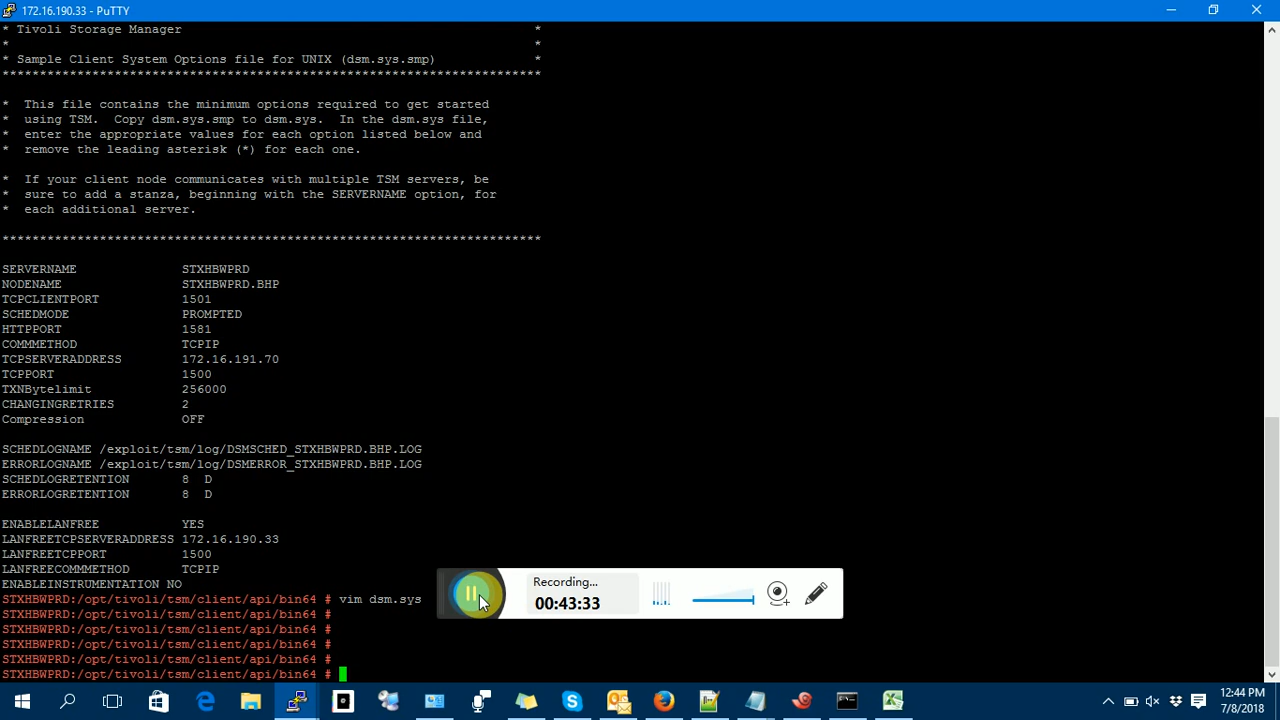 172.16.190.33 - PuTTY
* Tivoli Storage Manager *
* *
* Sample Client System Options file for UNIX (dsm.sys.smp) *
************************************************************************
* This file contains the minimum options required to get started
* using TSM. Copy dsm.sys.smp to dsm.sys. In the dsm.sys file,
* enter the appropriate values for each option listed below and
* remove the leading asterisk (*) for each one.
* If your client node communicates with multiple TSM servers, be
* sure to add a stanza, beginning with the SERVERNAME option, for
* each additional server.
************************************************************************
SERVERNAME STXHBWPRD
NODENAME STXHBWPRD.BHP
TCPCLIENTPORT 1501
SCHEDMODE PROMPTED
HTTPPORT 1581
COMMMETHOD TCPIP
TCPSERVERADDRESS 172.16.191.70
TCPPORT 1500
TXNBytelimit 256000
CHANGINGRETRIES 2
Compression OFF
SCHEDLOGNAME /exploit/tsm/log/DSMSCHED_STXHBWPRD.BHP.LOG
ERRORLOGNAME /exploit/tsm/log/DSMERROR_STXHBWPRD.BHP.LOG
SCHEDLOGRETENTION 8 D
ERRORLOGRETENTION 8 D
ENABLELANFREE YES
LANFREETCPSERVERADDRESS 172.16.190.33
LANFREETCPPORT 1500
LANFREECOMMMETHOD TCPIP
ENABLEINSTRUMENTATION NO
STXHBWPRD:/opt/tivoli/tsm/client/api/bin64 # vim dsm.sys
STXHBWPRD:/opt/tivoli/tsm/client/api/bin64 #
STXHBWPRD:/opt/tivoli/tsm/client/api/bin64 #
STXHBWPRD:/opt/tivoli/tsm/client/api/bin64 #
STXHBWPRD:/opt/tivoli/tsm/client/api/bin64 #
STXHBWPRD:/opt/tivoli/tsm/client/api/bin64 #
Recording...
00:43:33
12:44 PM
7/8/2018